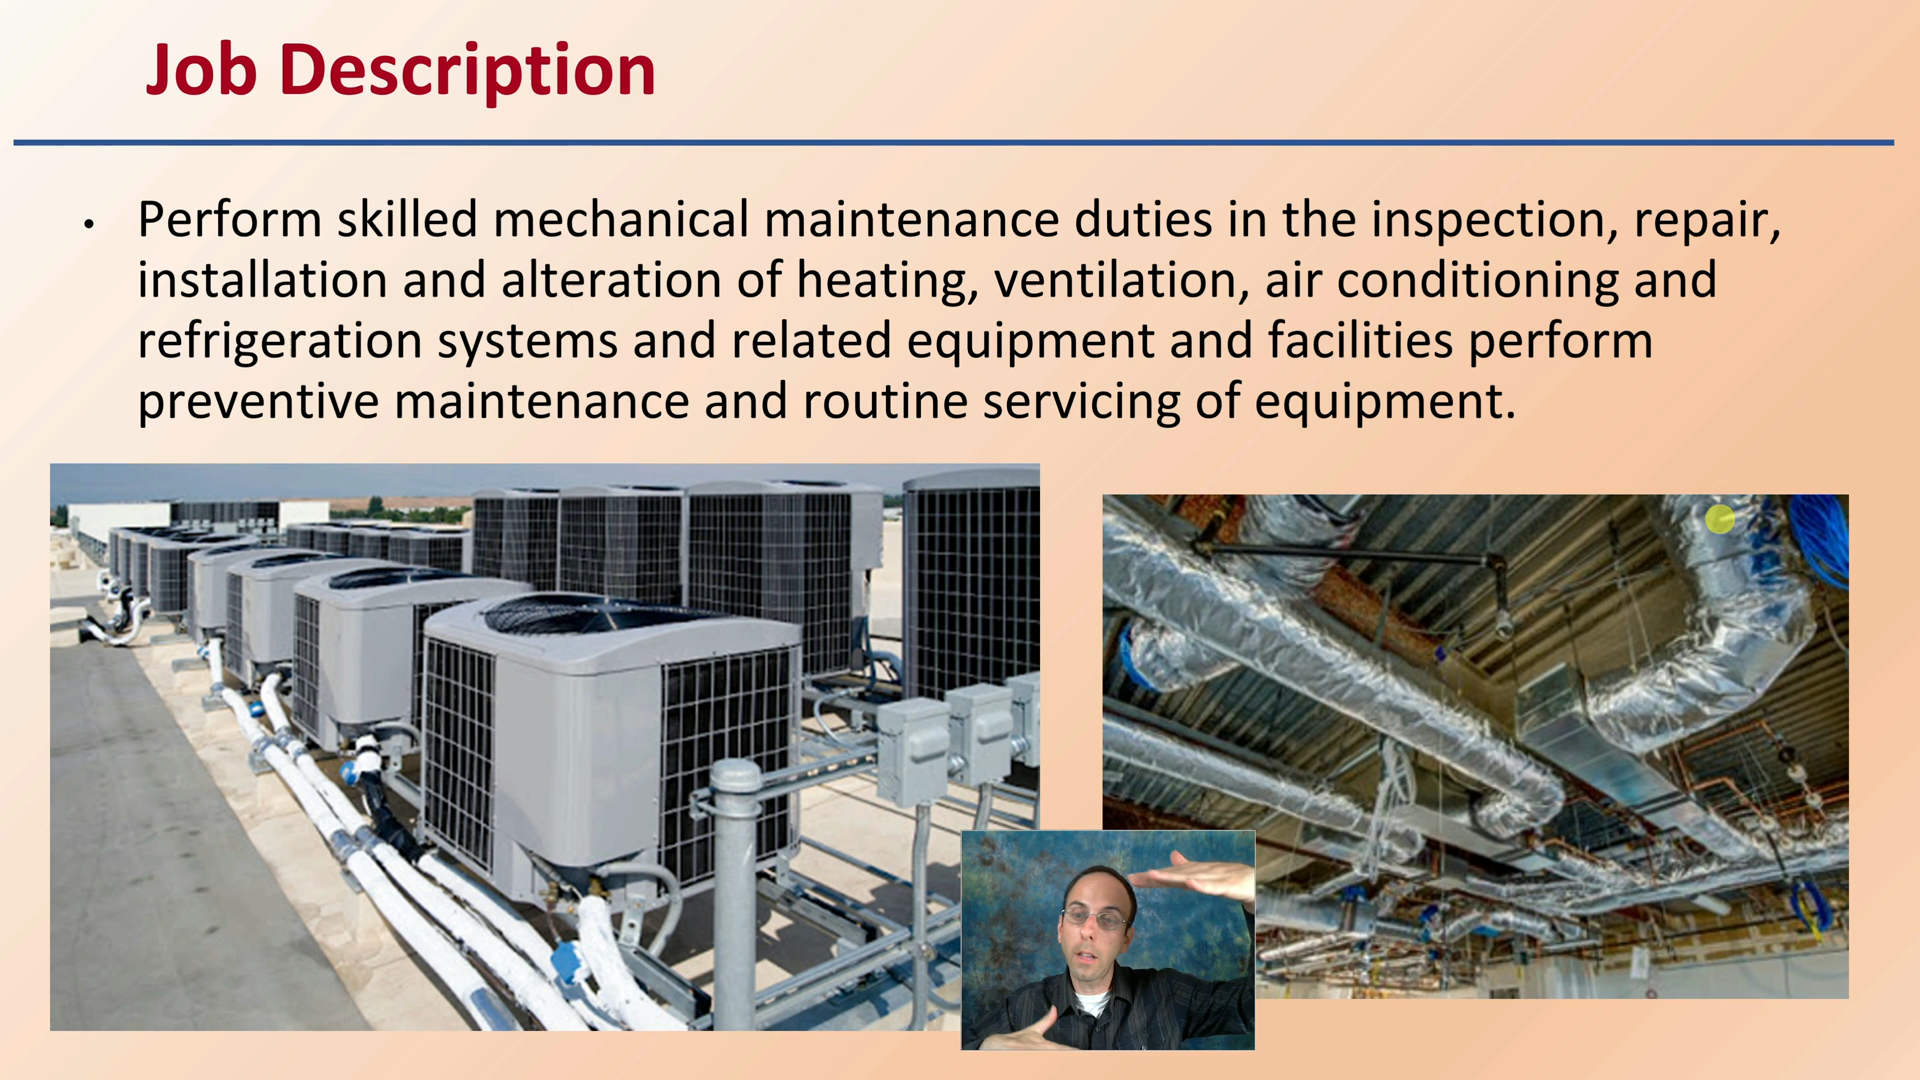 Job Description
• Perform skilled mechanical maintenance duties in the inspection, repair,
installation and alteration of heating, ventilation, air conditioning and
refrigeration systems and related equipment and facilities perform
preventive maintenance and routine servicing of equipment.